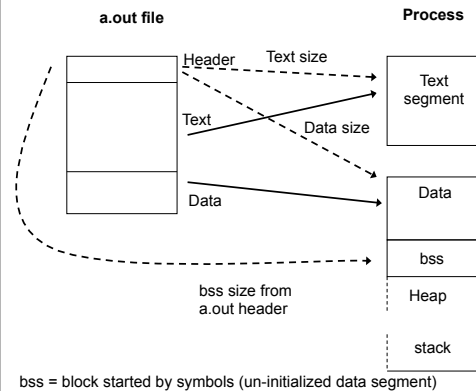 a.out file
Process
Header
Text size
Text
segment
Text
Data size
Data
Data
bss
bss size from
a.out header
Heap
stack
bss = block started by symbols (un-initialized data segment)